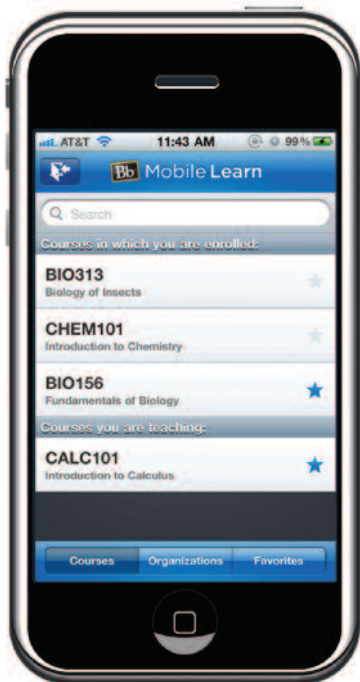 AT&T 11:43 AM 99%
Bb Mobile Learn
Search
Courses in which you are enrolled:
BIO313
Biology of Insects
CHEM101
Introduction to Chemistry
BIO156
Fundamentals of Biology
Courses you are teaching:
CALC101
Introduction to Calculus
Courses Organizations Favorites